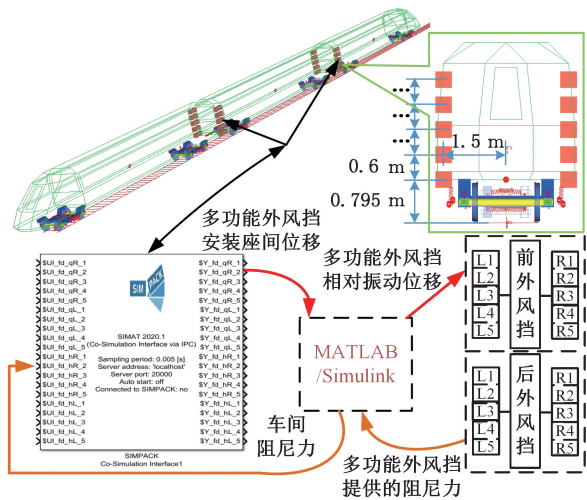 ...
...
...
1.5 m
0.6 m
0.795 m
多功能外风挡
安装座间位移
多功能外风挡
相对振动位移
$UI_fd_qR_1
$UI_fd_qR_2
$UI_fd_qR_3
$UI_fd_qR_4
$UI_fd_qR_5
$UI_fd_qL_1
$UI_fd_qL_2
$UI_fd_qL_3
$UI_fd_qL_4
$UI_fd_qL_5
$UI_fd_hR_1
$UI_fd_hR_2
$UI_fd_hR_3
$UI_fd_hR_4
$UI_fd_hR_5
$UI_fd_hL_1
$UI_fd_hL_2
$UI_fd_hL_3
$UI_fd_hL_4
$UI_fd_hL_5
SIM PACK
SIMAT 2020.1
(Co-Simulation Interface via IPC)
Sampling period: 0.005 [s]
Server address: 'localhost'
Server port: 20000
Auto start: off
Connected to SIMPACK: no
$Y_fd_qR_1
$Y_fd_qR_2
$Y_fd_qR_3
$Y_fd_qR_4
$Y_fd_qR_5
$Y_fd_qL_1
$Y_fd_qL_2
$Y_fd_qL_3
$Y_fd_qL_4
$Y_fd_qL_5
$Y_fd_hR_1
$Y_fd_hR_2
$Y_fd_hR_3
$Y_fd_hR_4
$Y_fd_hR_5
$Y_fd_hL_1
$Y_fd_hL_2
$Y_fd_hL_3
$Y_fd_hL_4
$Y_fd_hL_5
SIMPACK
Co-Simulation Interface1
MATLAB
/Simulink
车间
阻尼力
L1
L2
L3
L4
L5
前外风挡
R1
R2
R3
R4
R5
L1
L2
L3
L4
L5
后外风挡
R1
R2
R3
R4
R5
多功能外风挡
提供的阻尼力